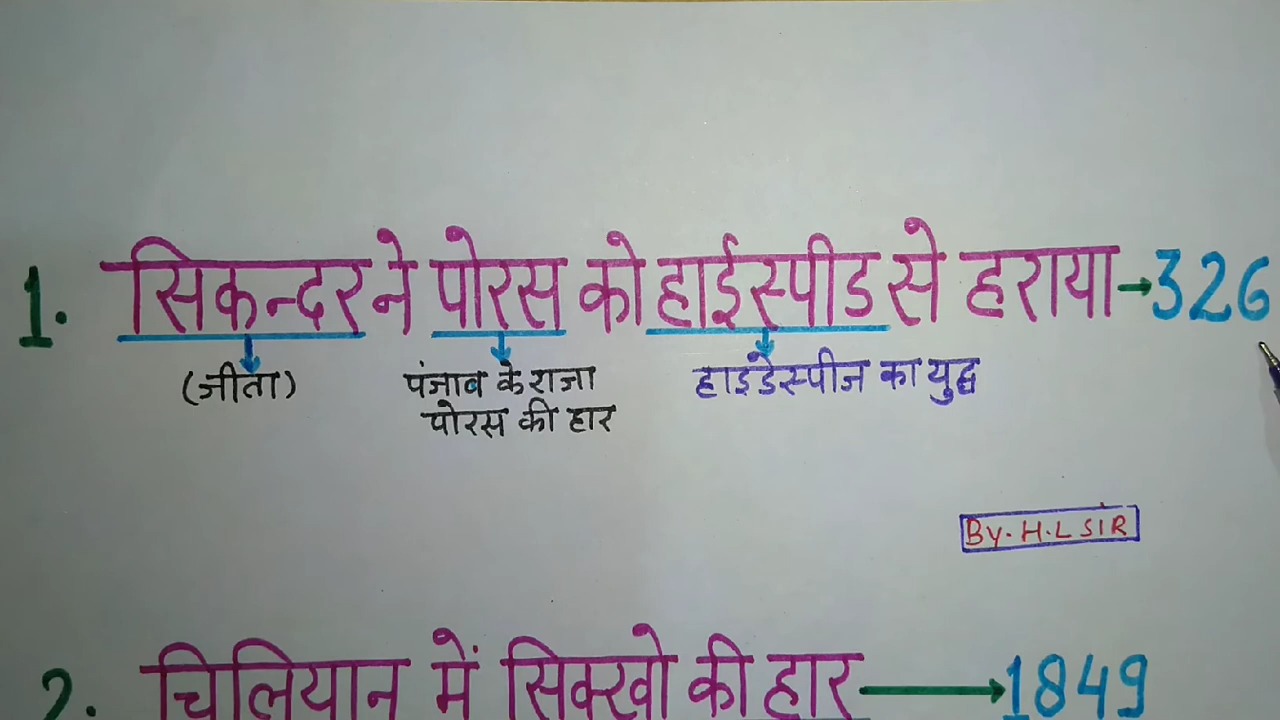 1. सिकन्दर ने पोरस को हाईस्पीड से हराया→326
(जीता) पंजाब के राजा हाइडेस्पीज का युद्ध
पोरस की हार
By. H.L SIR
2. चिलियान में सिक्खो की हार→1849